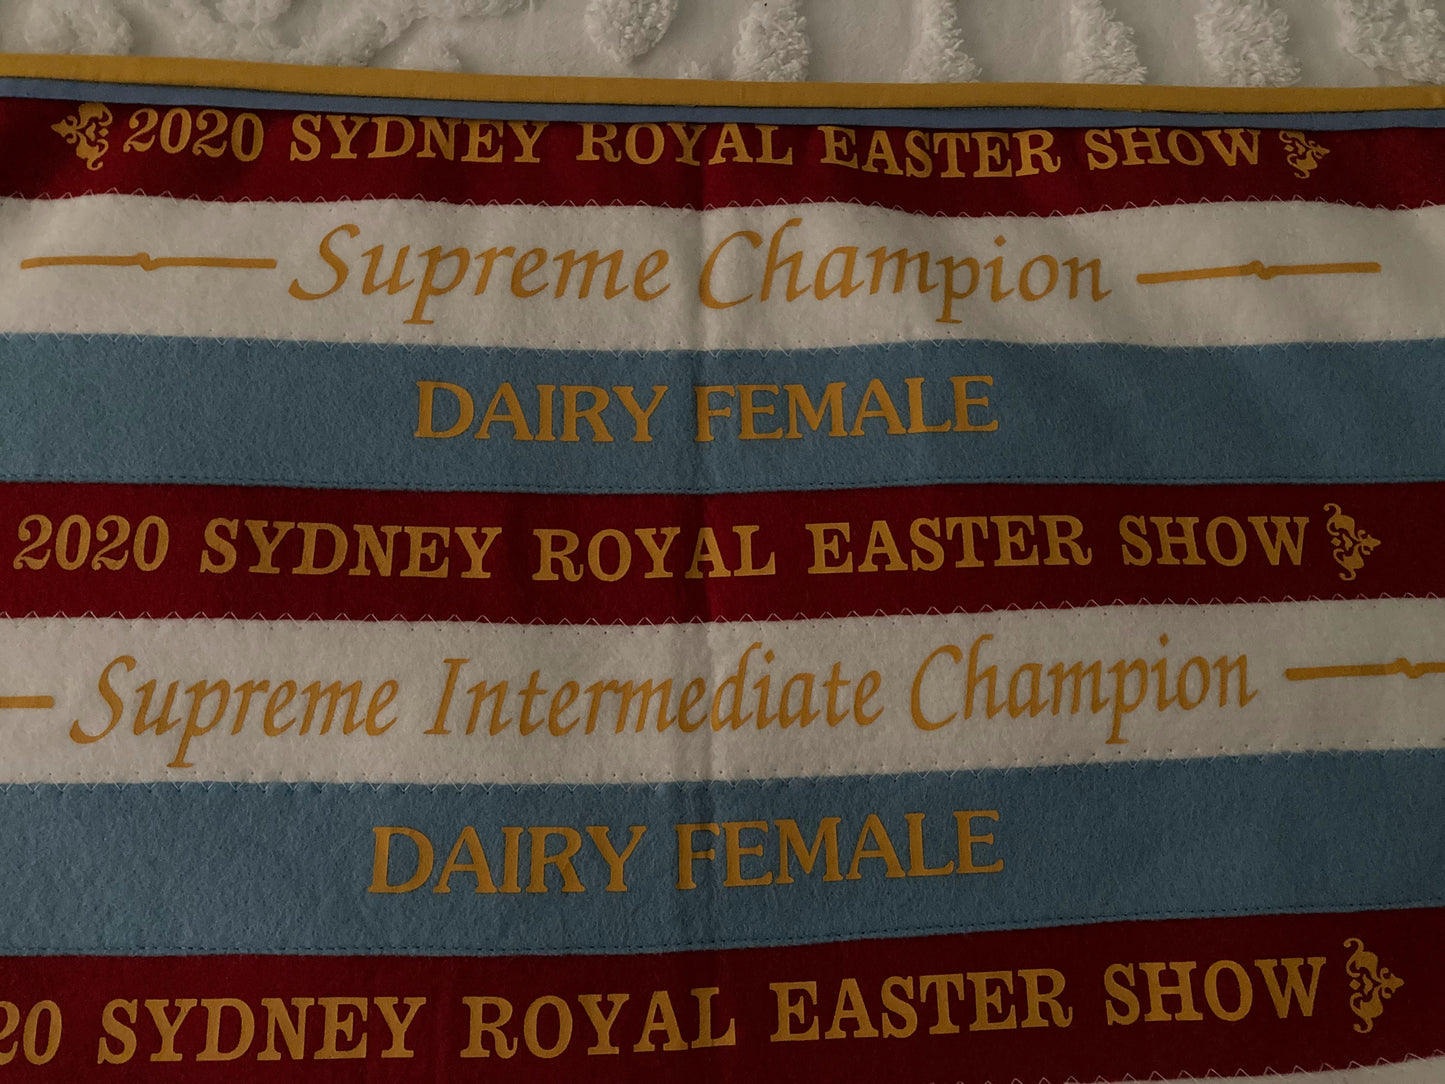 2020 SYDNEY ROYAL EASTER SHOW
Supreme Champion
DAIRY FEMALE
2020 SYDNEY ROYAL EASTER SHOW
Supreme Intermediate Champion
DAIRY FEMALE
20 SYDNEY ROYAL EASTER SHOW